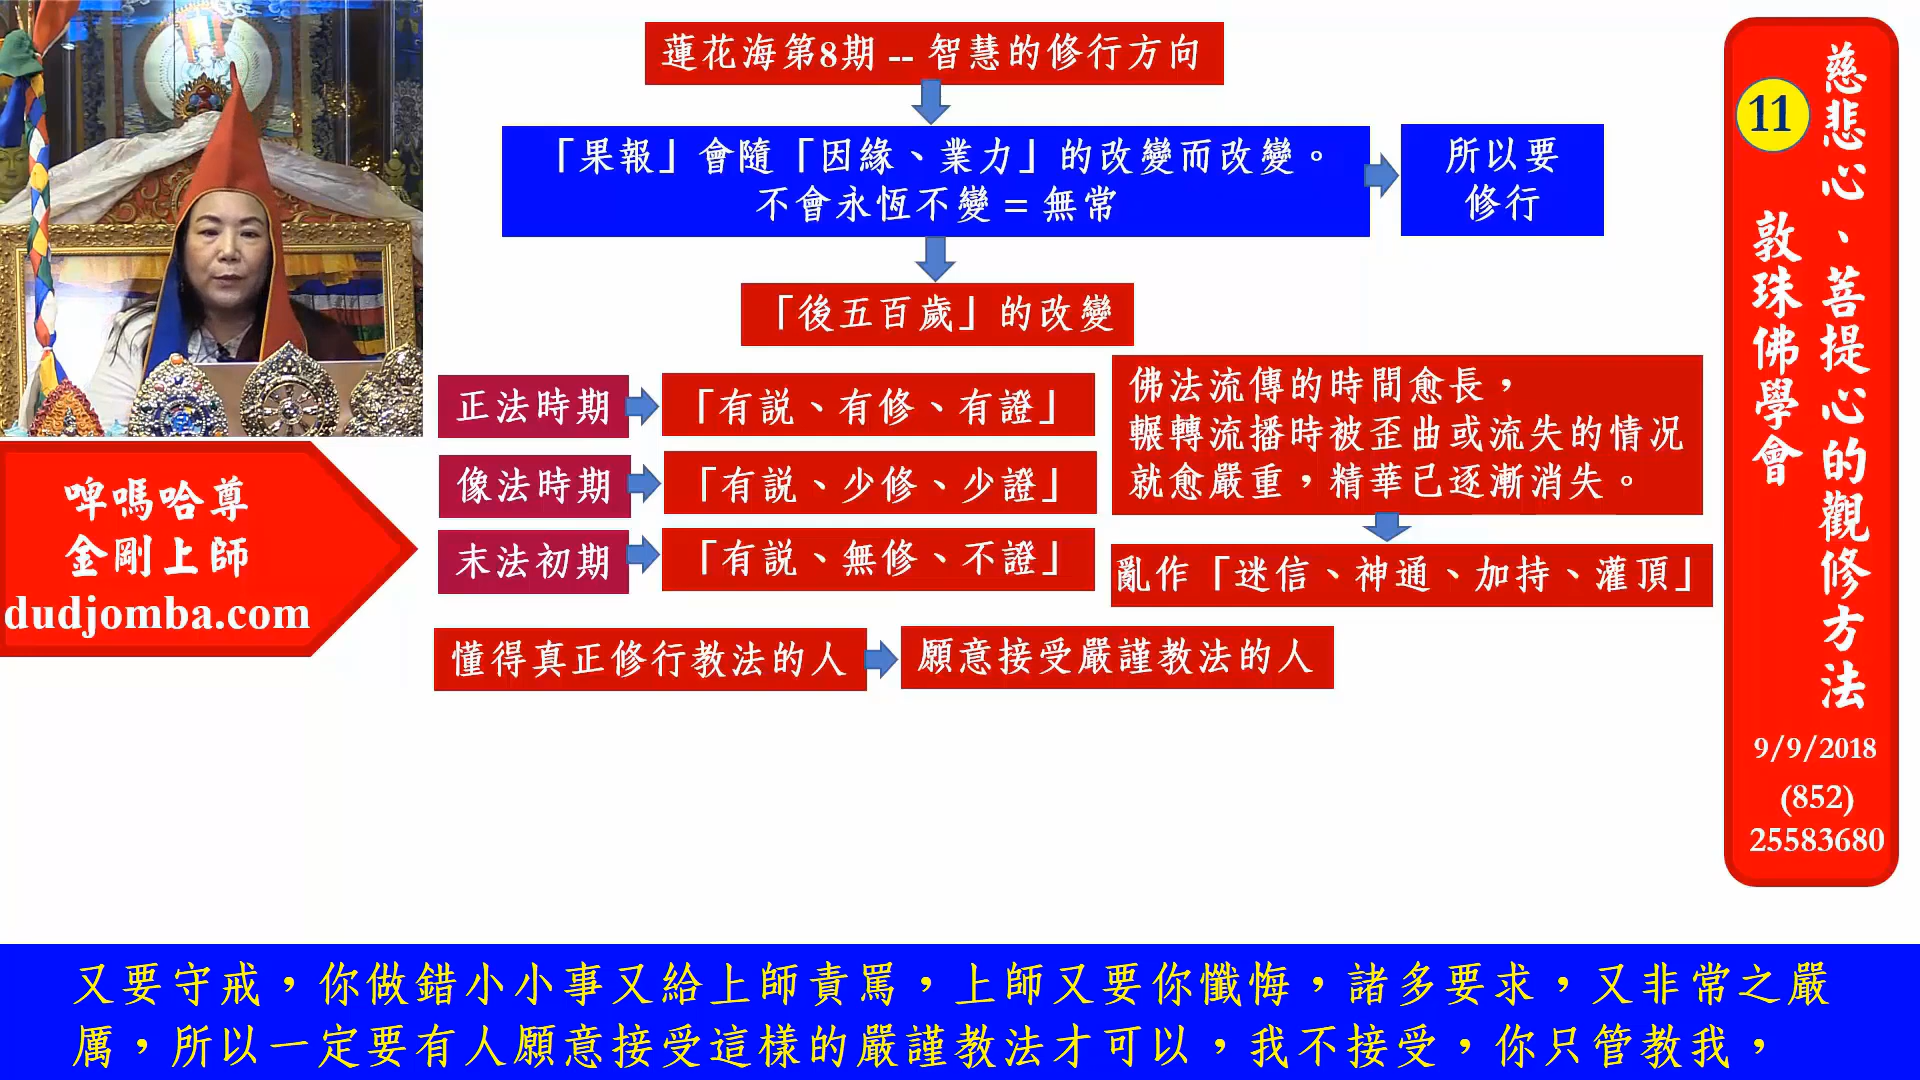 蓮花海第8期 -- 智慧的修行方向
「果報」會隨「因緣、業力」的改變而改變。
不會永恆不變 = 無常
所以要
修行
「後五百歲」的改變
正法時期
「有説、有修、有證」
像法時期
「有説、少修、少證」
末法初期
「有説、無修、不證」
佛法流傳的時間愈長，
輾轉流播時被歪曲或流失的情况
就愈嚴重，精華已逐漸消失。
亂作「迷信、神通、加持、灌頂」
懂得真正修行教法的人
願意接受嚴謹教法的人
啤嗎哈尊
金剛上師
dudjomba.com
慈悲心、菩提心的觀修方法
11
敦珠佛學會
9/9/2018
(852)
25583680
又要守戒，你做錯小小事又給上師責罵，上師又要你懺悔，諸多要求，又非常之嚴
厲，所以一定要有人願意接受這樣的嚴謹教法才可以，我不接受，你只管教我，